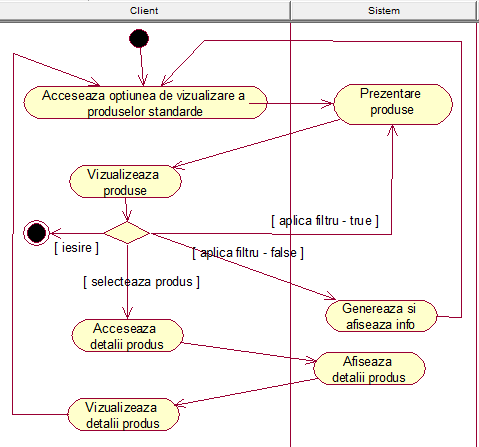 Client
Sistem
Acceseaza optiunea de vizualizare a
produselor standarde
Prezentare
produse
Vizualizeaza
produse
[ aplica filtru - true ]
[ iesire ]
[ aplica filtru - false ]
[ selecteaza produs ]
Genereaza si
afiseaza info
Acceseaza
detalii produs
Afiseaza
detalii produs
Vizualizeaza
detalii produs